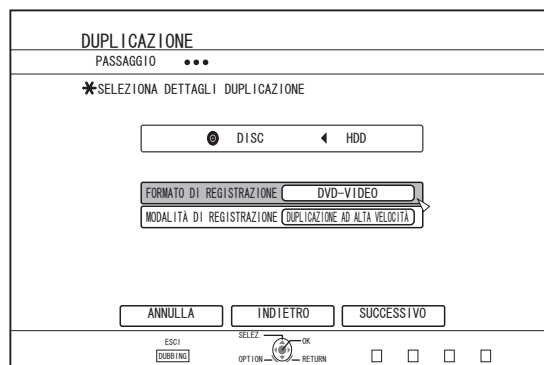 DUPLICAZIONE
PASSAGGIO
SELEZIONA DETTAGLI DUPLICAZIONE
DISC HDD
FORMATO DI REGISTRAZIONE DVD-VIDEO
MODALITÀ DI REGISTRAZIONE DUPLICAZIONE AD ALTA VELOCITÀ
ANNULLA INDIETRO SUCCESSIVO
ESCI SELEZ. OK
DUBBING OPTION RETURN